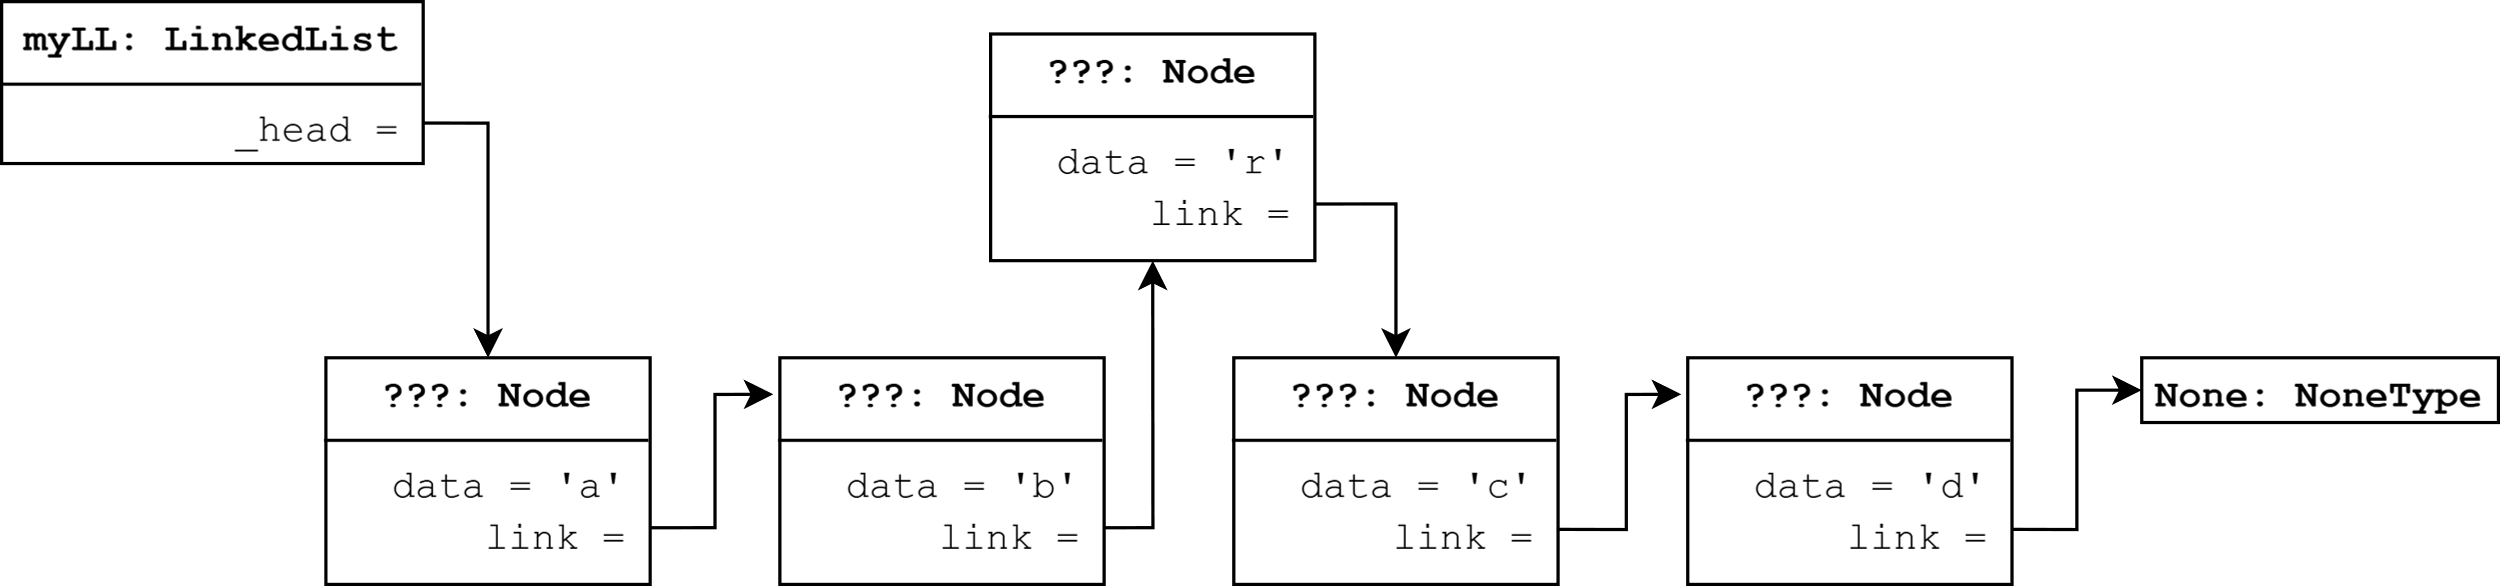 myLL: LinkedList
_head =
???: Node
data = 'r'
link =
???: Node
data = 'a'
link =
???: Node
data = 'b'
link =
???: Node
data = 'c'
link =
???: Node
data = 'd'
link =
None: NoneType